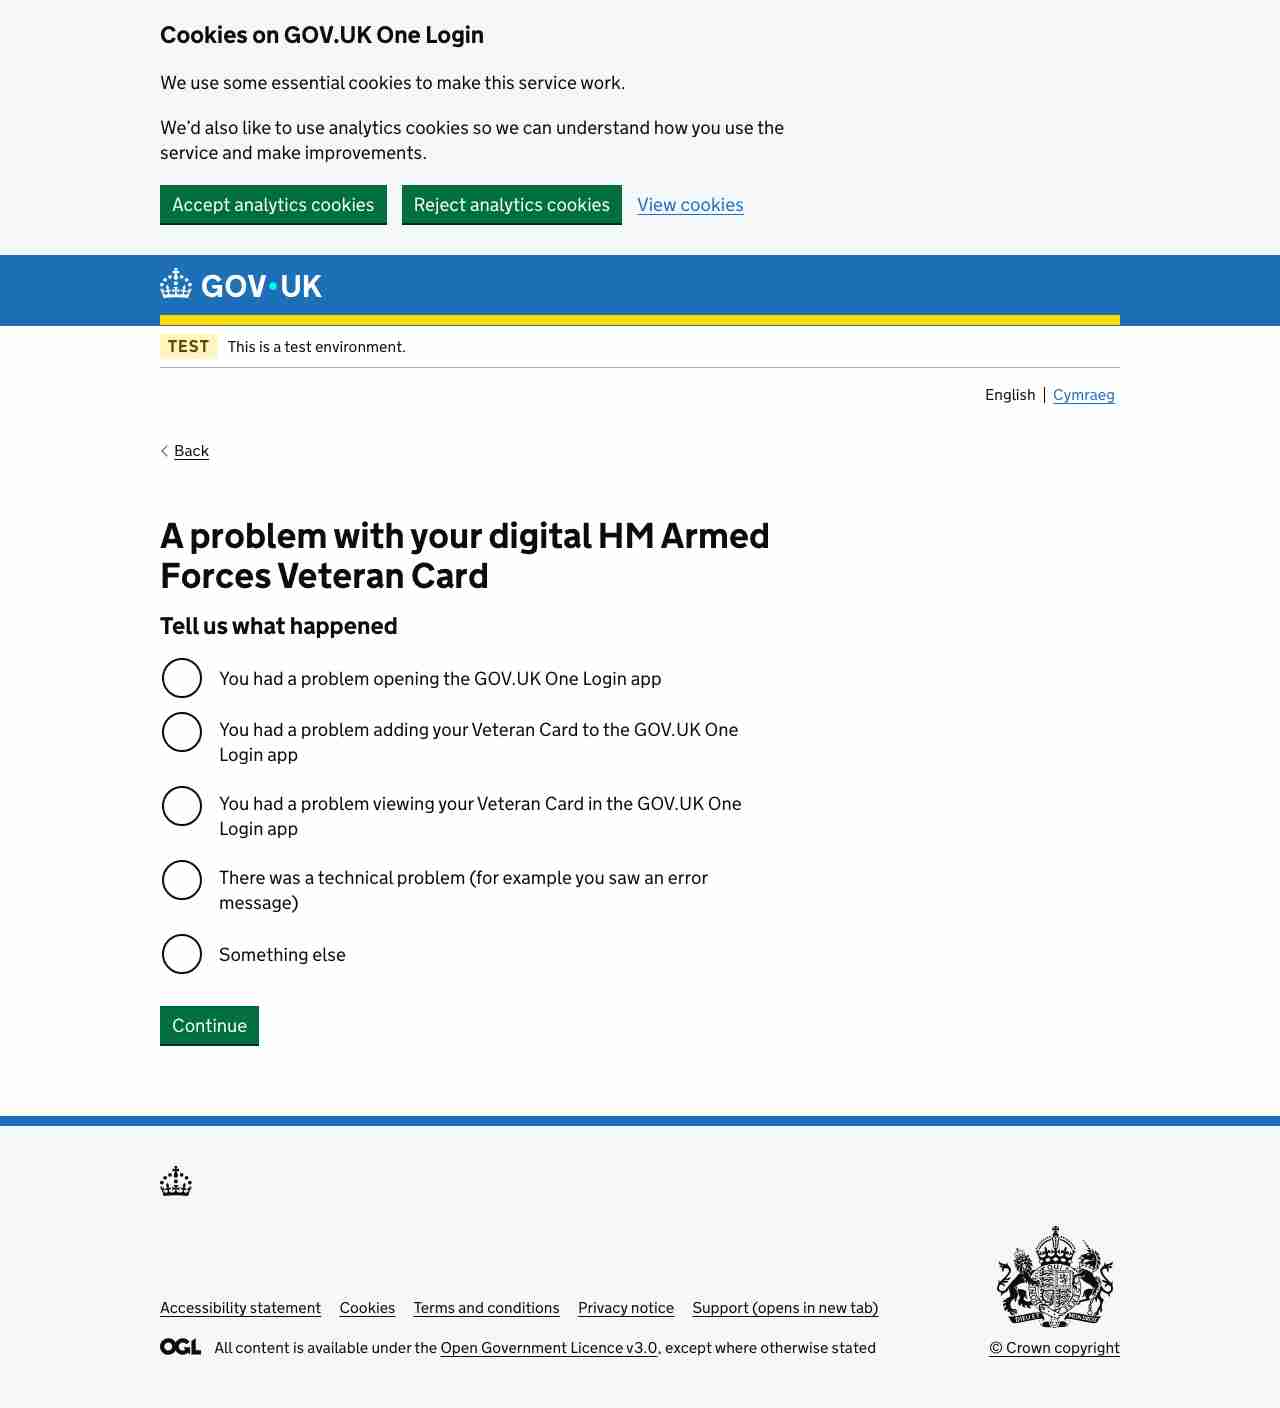 Cookies on GOV.UK One Login
We use some essential cookies to make this service work.
We'd also like to use analytics cookies so we can understand how you use the
service and make improvements.
Accept analytics cookies
Reject analytics cookies
View cookies
GOV·UK
TEST This is a test environment.
English
Cymraeg
Back
A problem with your digital HM Armed
Forces Veteran Card
Tell us what happened
You had a problem opening the GOV.UK One Login app
You had a problem adding your Veteran Card to the GOV.UK One
Login app
You had a problem viewing your Veteran Card in the GOV.UK One
Login app
There was a technical problem (for example you saw an error
message)
Something else
Continue
Accessibility statement
Cookies
Terms and conditions
Privacy notice
Support (opens in new tab)
OGL All content is available under the Open Government Licence v3.0, except where otherwise stated
© Crown copyright